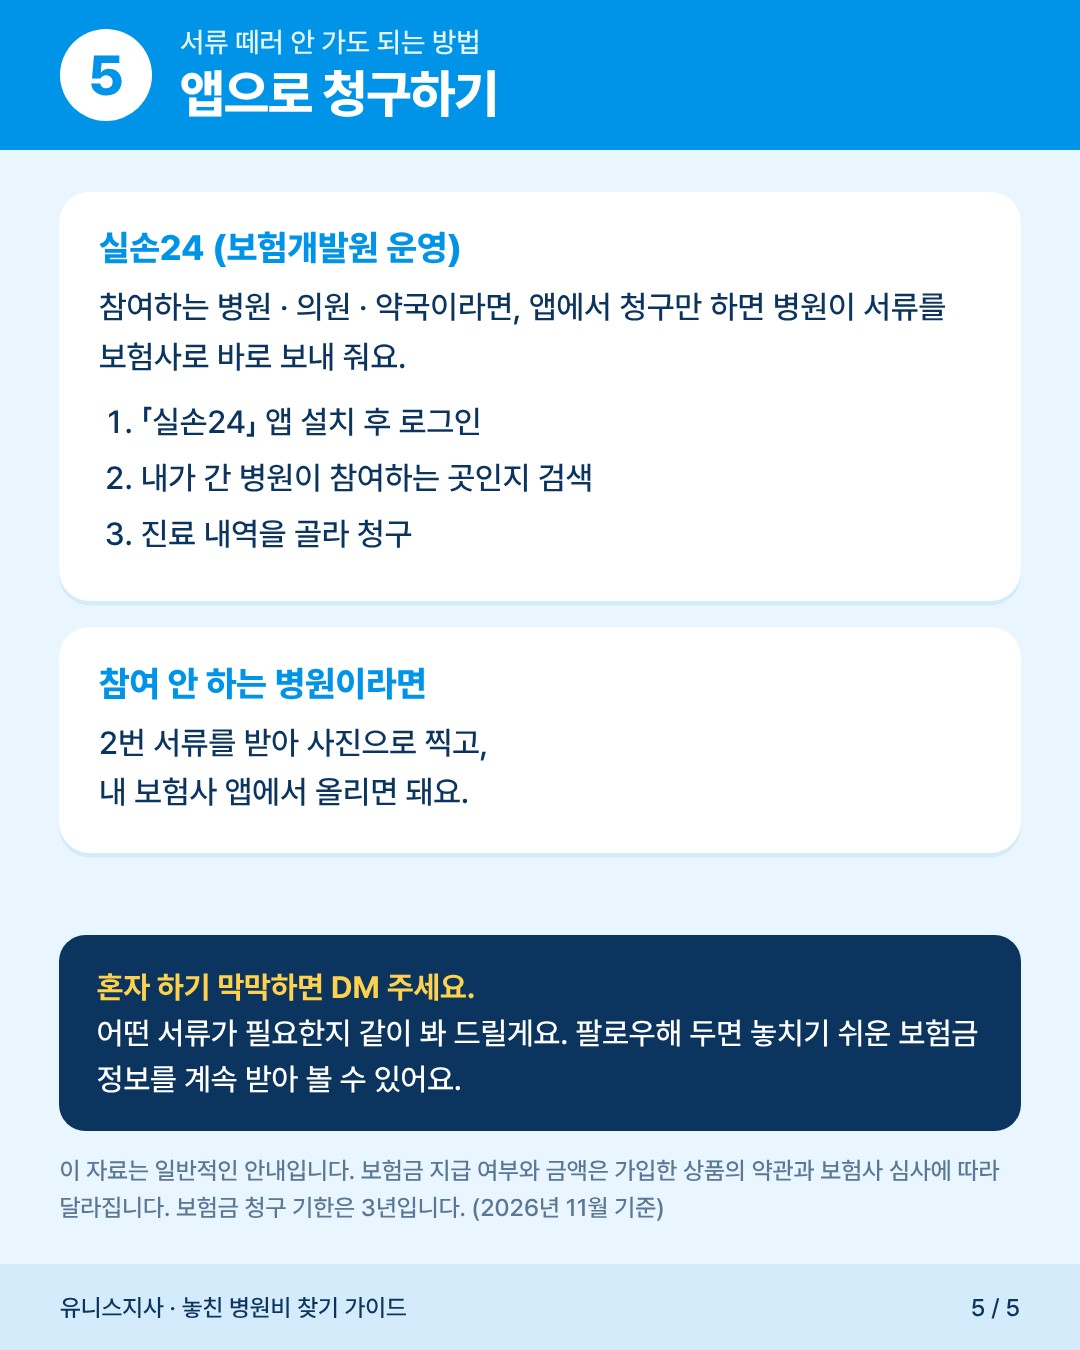 5
서류 떼러 안 가도 되는 방법
앱으로 청구하기
실손24 (보험개발원 운영)
참여하는 병원 · 의원 · 약국이라면, 앱에서 청구만 하면 병원이 서류를
보험사로 바로 보내 줘요.
1. 「실손24」 앱 설치 후 로그인
2. 내가 간 병원이 참여하는 곳인지 검색
3. 진료 내역을 골라 청구
참여 안 하는 병원이라면
2번 서류를 받아 사진으로 찍고,
내 보험사 앱에서 올리면 돼요.
혼자 하기 막막하면 DM 주세요.
어떤 서류가 필요한지 같이 봐 드릴게요. 팔로우해 두면 놓치기 쉬운 보험금
정보를 계속 받아 볼 수 있어요.
이 자료는 일반적인 안내입니다. 보험금 지급 여부와 금액은 가입한 상품의 약관과 보험사 심사에 따라
달라집니다. 보험금 청구 기한은 3년입니다. (2026년 11월 기준)
유니스지사 · 놓친 병원비 찾기 가이드
5 / 5